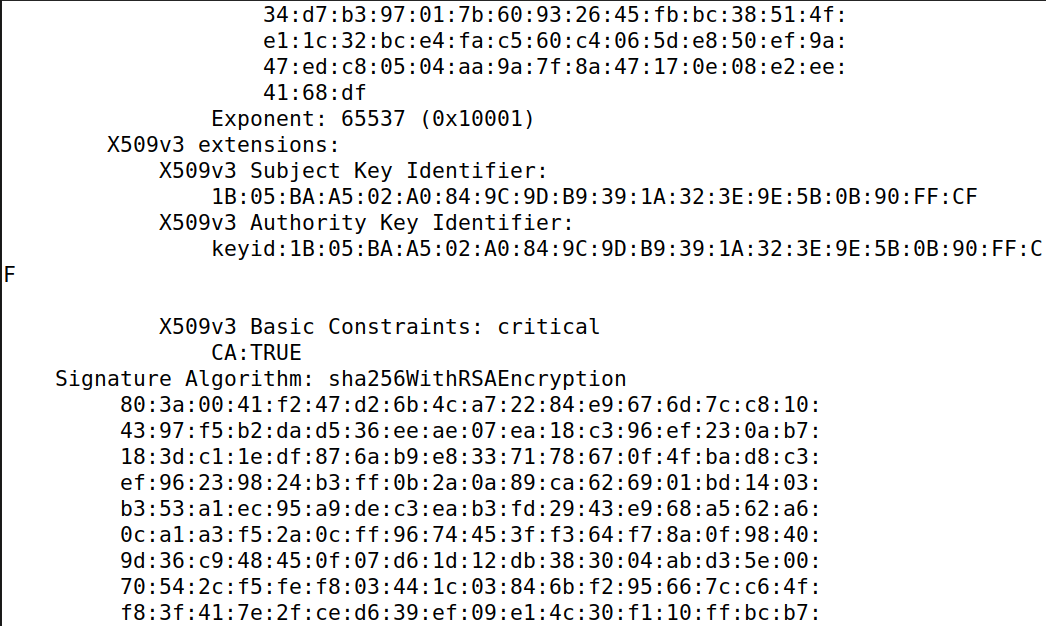 34:d7:b3:97:01:7b:60:93:26:45:fb:bc:38:51:4f:
e1:1c:32:bc:e4:fa:c5:60:c4:06:5d:e8:50:ef:9a:
47:ed:c8:05:04:aa:9a:7f:8a:47:17:0e:08:e2:ee:
41:68:df
Exponent: 65537 (0x10001)
X509v3 extensions:
X509v3 Subject Key Identifier:
1B:05:BA:A5:02:A0:84:9C:9D:B9:39:1A:32:3E:9E:5B:0B:90:FF:CF
X509v3 Authority Key Identifier:
keyid:1B:05:BA:A5:02:A0:84:9C:9D:B9:39:1A:32:3E:9E:5B:0B:90:FF:C
F
X509v3 Basic Constraints: critical
CA:TRUE
Signature Algorithm: sha256WithRSAEncryption
80:3a:00:41:f2:47:d2:6b:4c:a7:22:84:e9:67:6d:7c:c8:10:
43:97:f5:b2:da:d5:36:ee:ae:07:ea:18:c3:96:ef:23:0a:b7:
18:3d:c1:1e:df:87:6a:b9:e8:33:71:78:67:0f:4f:ba:d8:c3:
ef:96:23:98:24:b3:ff:0b:2a:0a:89:ca:62:69:01:bd:14:03:
b3:53:a1:ec:95:a9:de:c3:ea:b3:fd:29:43:e9:68:a5:62:a6:
0c:a1:a3:f5:2a:0c:ff:96:74:45:3f:f3:64:f7:8a:0f:98:40:
9d:36:c9:48:45:0f:07:d6:1d:12:db:38:30:04:ab:d3:5e:00:
70:54:2c:f5:fe:f8:03:44:1c:03:84:6b:f2:95:66:7c:c6:4f:
f8:3f:41:7e:2f:ce:d6:39:ef:09:e1:4c:30:f1:10:ff:bc:b7: